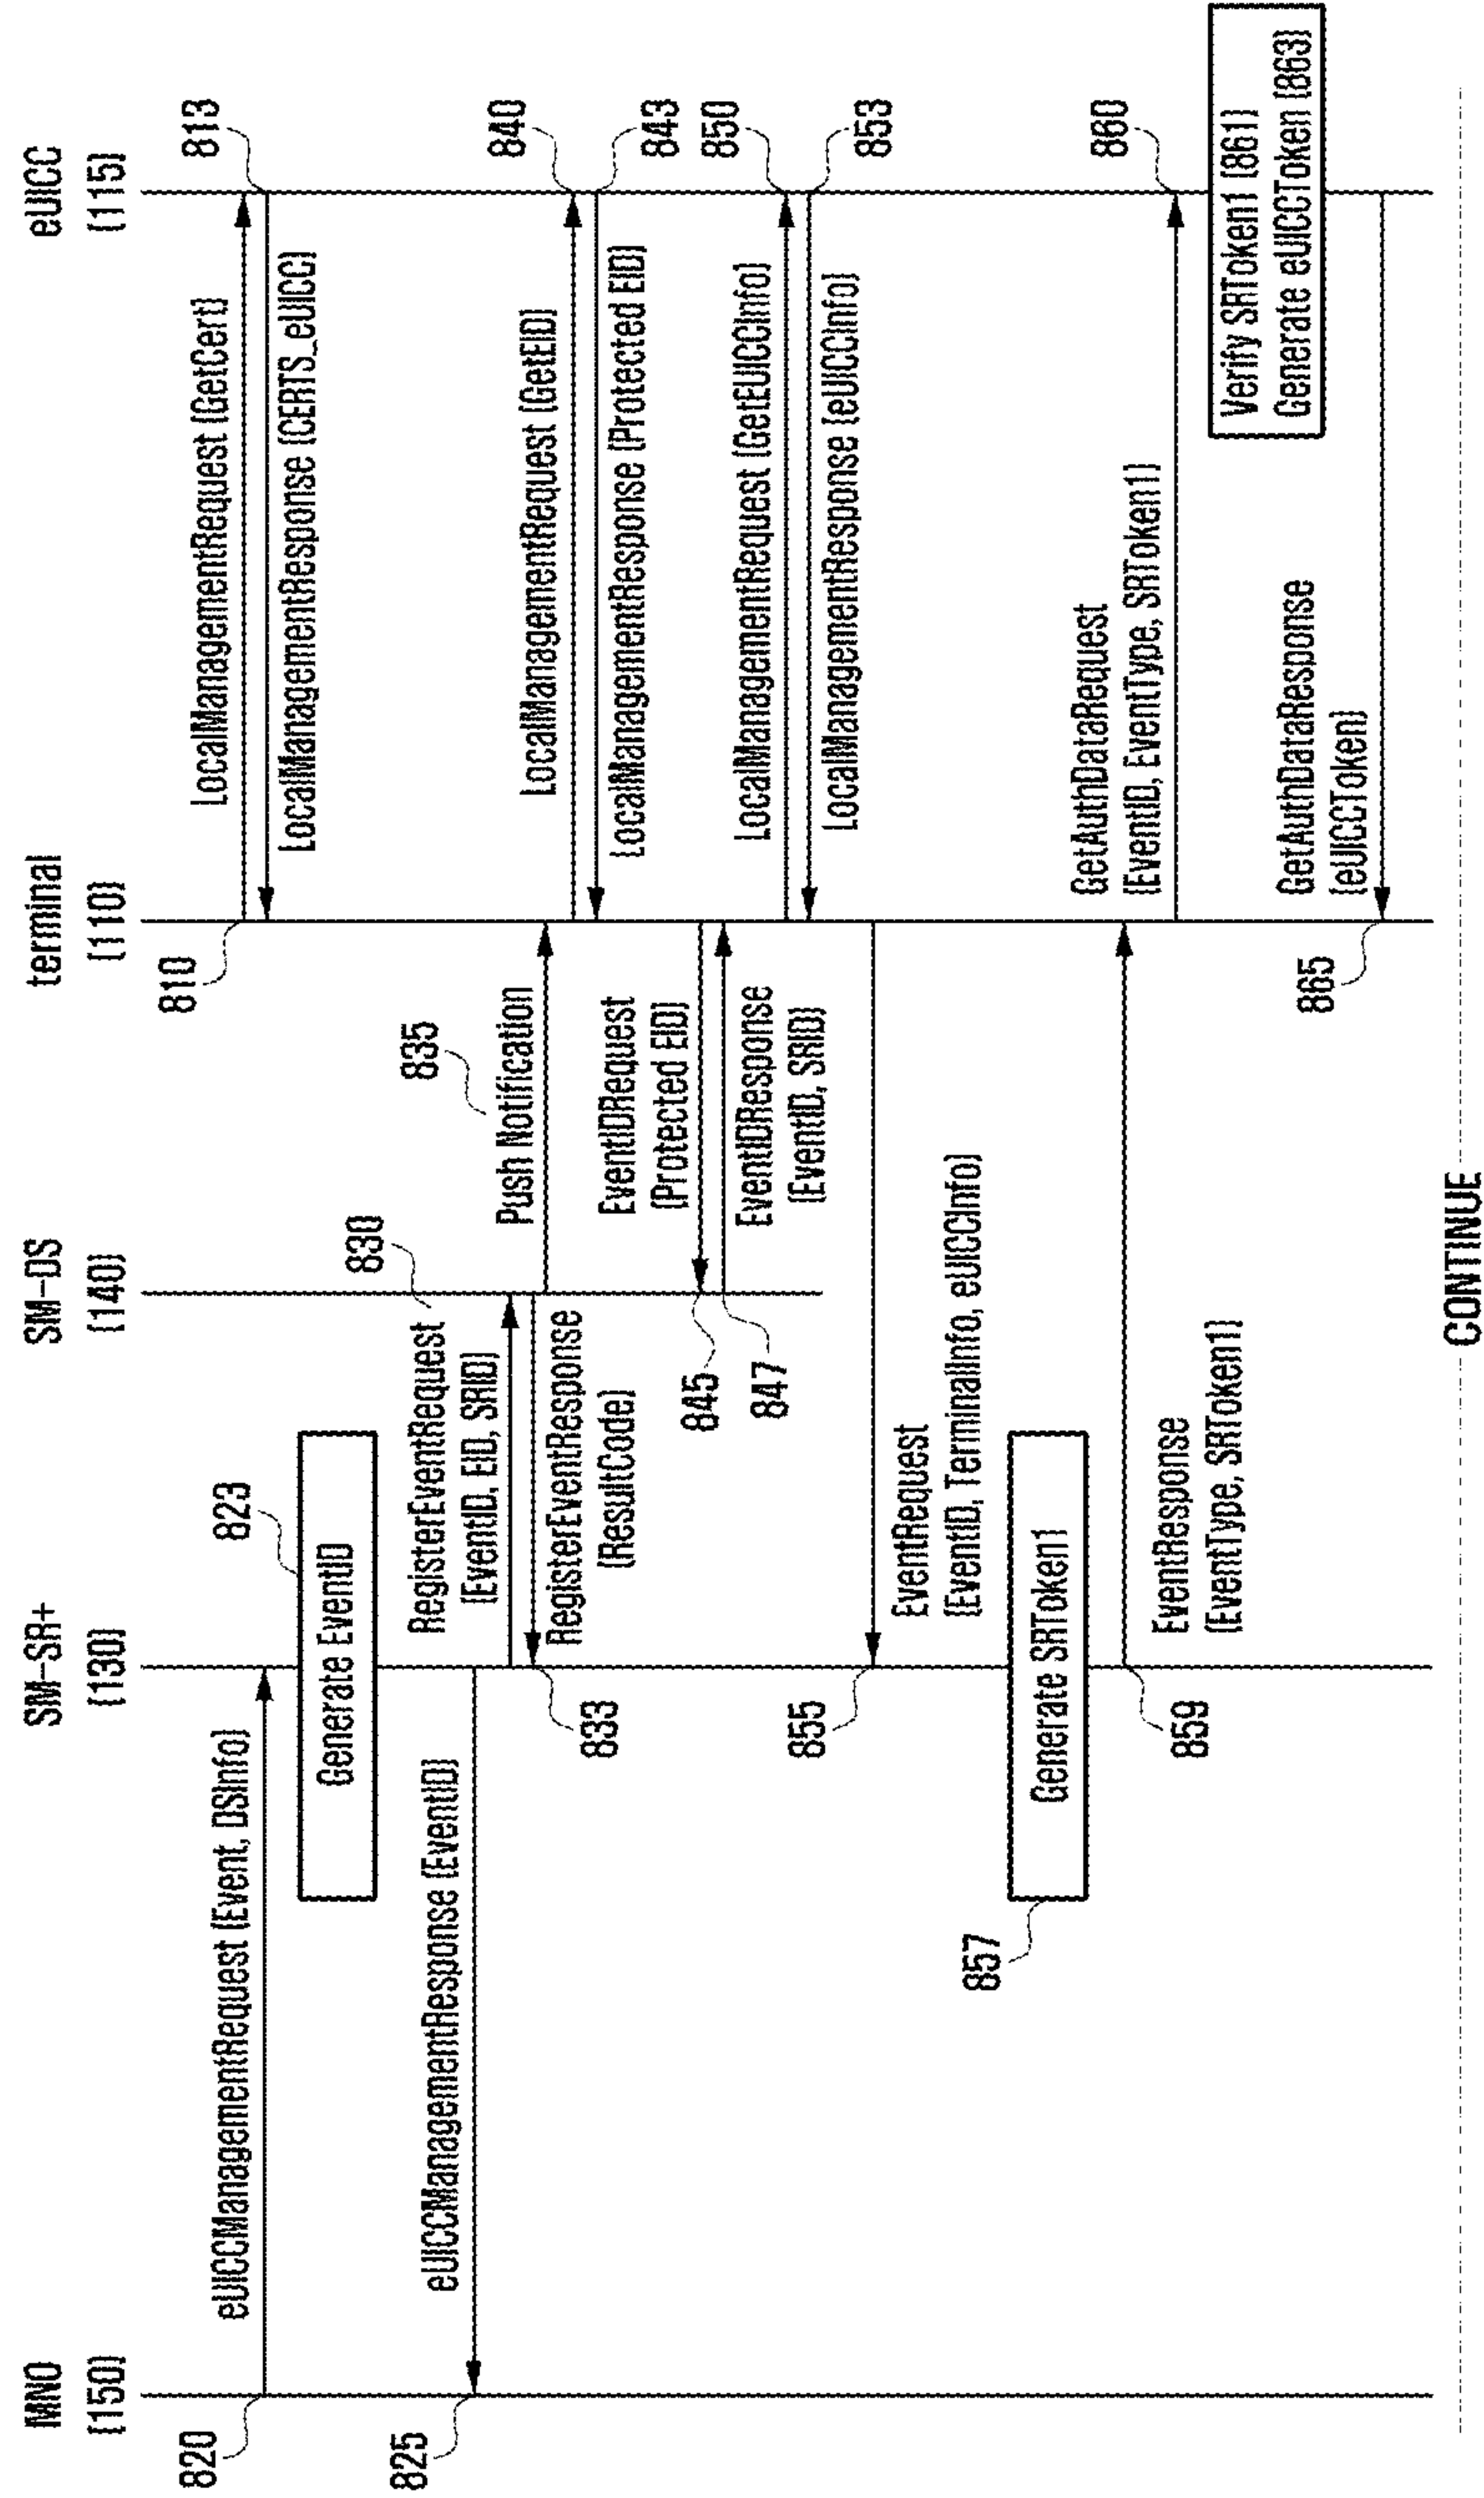 MNO
(150)
SM-SR+
(130)
SM-DS
(140)
terminal
(110)
eUICC
(115)
810
LocalManagementRequest (GetCert)
813
LocalManagementResponse (CERTS_eUICC)
820
eUICCManagementRequest (Event, DSInfo)
823
Generate EventID
825
eUICCManagementResponse (EventID)
830
RegisterEventRequest
(EventID, EID, SRID)
833
RegisterEventResponse
(ResultCode)
835
Push Notification
840
LocalManagementRequest (GetEID)
843
LocalManagementResponse (Protected EID)
845
EventIDRequest
(Protected EID)
847
EventIDResponse
(EventID, SRID)
850
LocalManagementRequest (GetEUICCInfo)
853
LocalManagementResponse (eUICCInfo)
855
EventRequest
(EventID, TerminalInfo, eUICCInfo)
857
Generate SRToken1
859
EventResponse
(EventType, SRToken1)
860
GetAuthDataRequest
(EventID, EventType, SRToken1)
Verify SRToken1 (861)
Generate eUICCToken (863)
865
GetAuthDataResponse
(eUICCToken)
CONTINUE